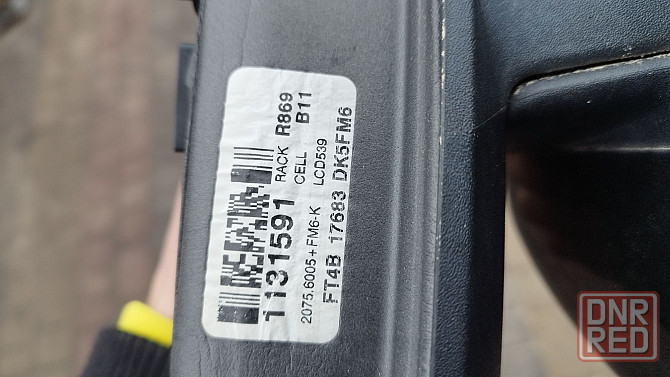 1131591
RACK R869
CELL B11
2075.6005+FM6-K LCD539
FT4B 17683 DK5FM6
DNR
RED